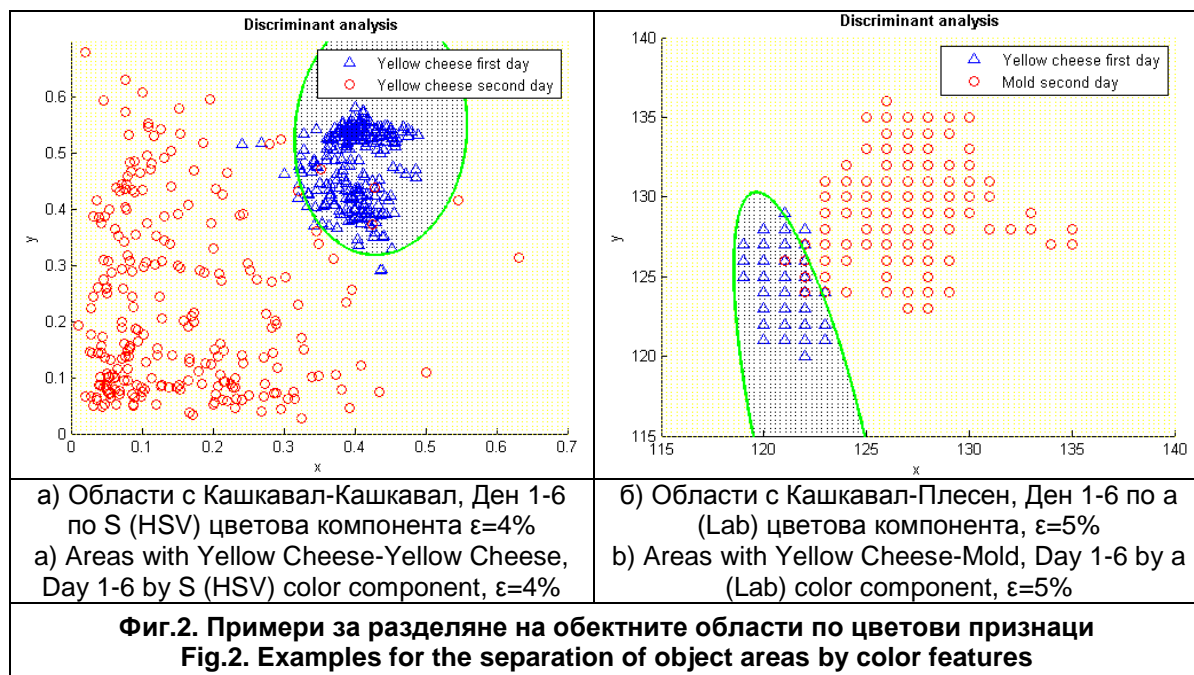 Discriminant analysis
Yellow cheese first day
Yellow cheese second day
0.6
0.5
0.4
0.3
0.2
0.1
0
y
0 0.1 0.2 0.3 0.4 0.5 0.6 0.7
x
Discriminant analysis
Yellow cheese first day
Mold second day
140
135
130
125
120
115
y
115 120 125 130 135 140
x
а) Области с Кашкавал-Кашкавал, Ден 1-6
по S (HSV) цветова компонента ε=4%
a) Areas with Yellow Cheese-Yellow Cheese,
Day 1-6 by S (HSV) color component, ε=4%
б) Области с Кашкавал-Плесен, Ден 1-6 по a
(Lab) цветова компонента, ε=5%
b) Areas with Yellow Cheese-Mold, Day 1-6 by a
(Lab) color component, ε=5%
Фиг.2. Примери за разделяне на обектните области по цветови признаци
Fig.2. Examples for the separation of object areas by color features